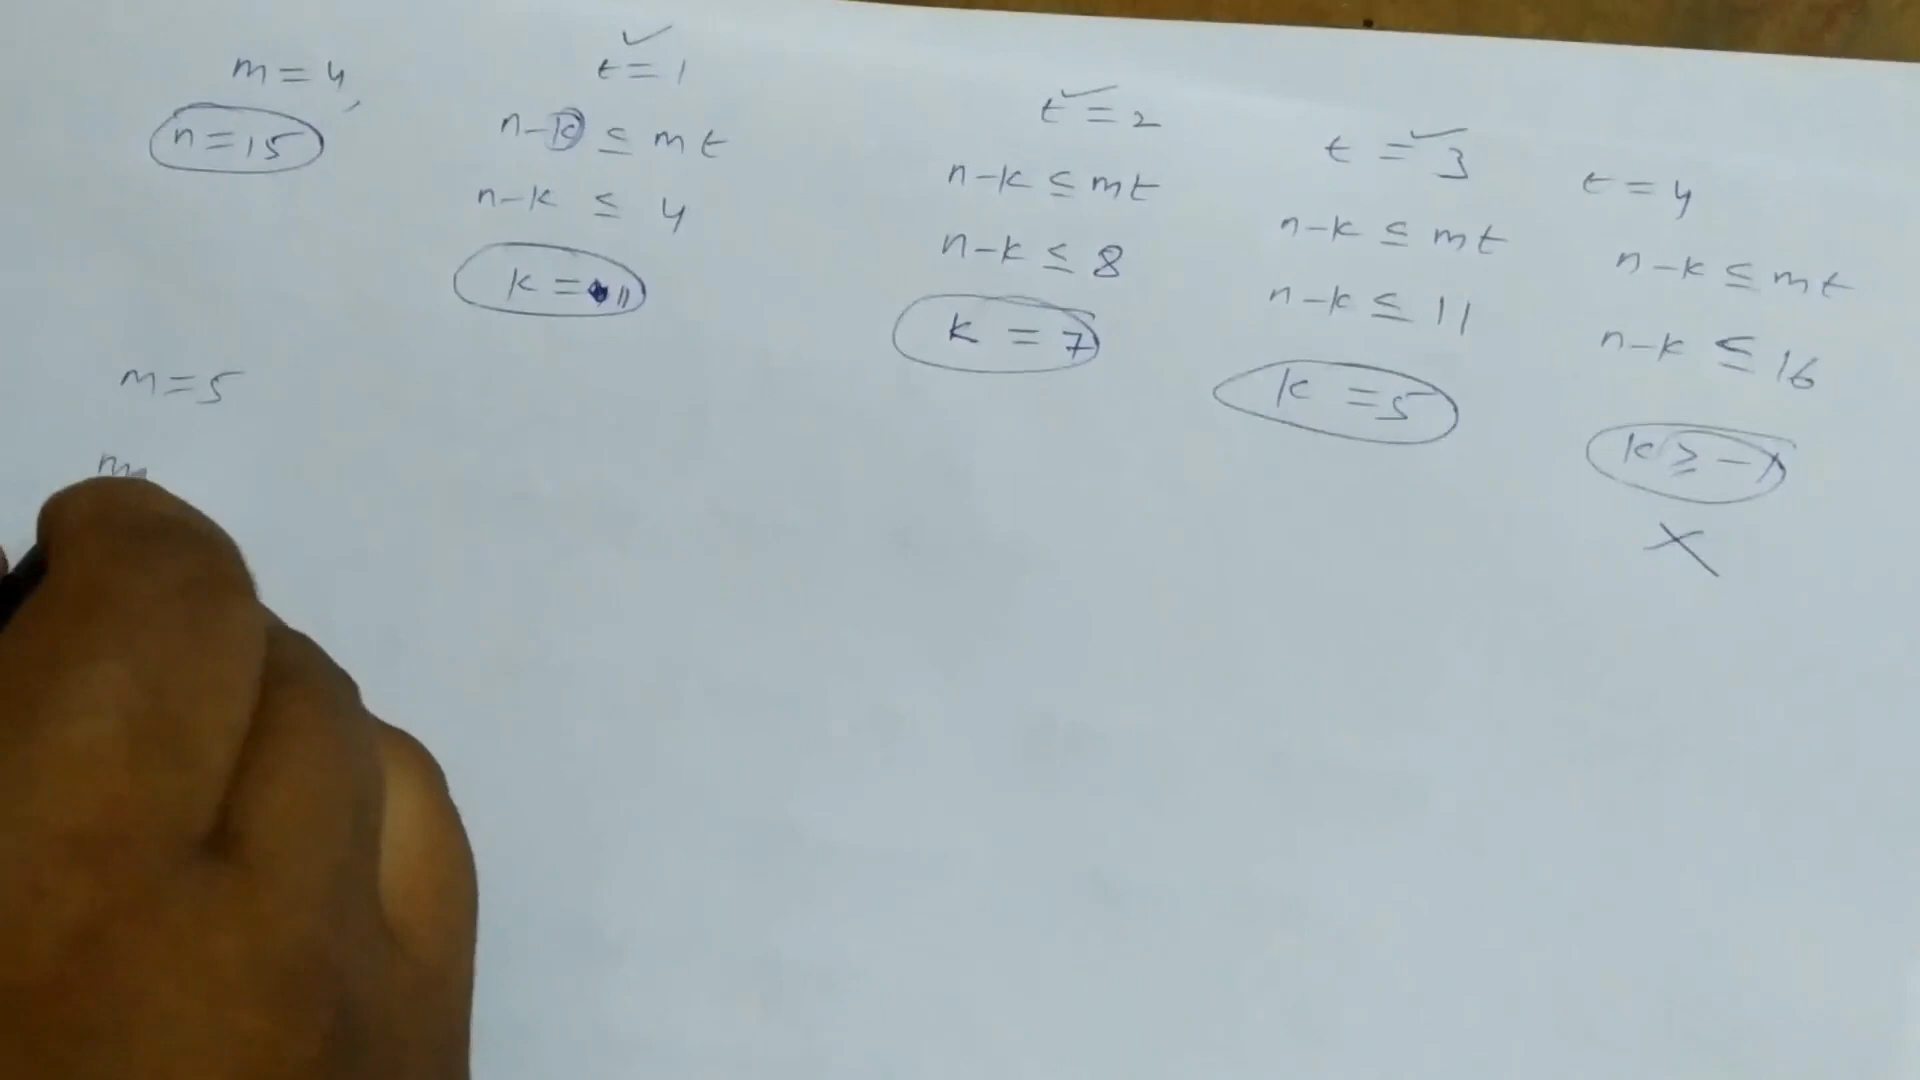 m = 4,
n = 15
t = 1
n-k ≤ mt
n-k ≤ 4
k = 11
t = 2
n-k ≤ mt
n-k ≤ 8
k = 7
t = 3
n-k ≤ mt
n-k ≤ 11
k = 5
t = 4
n-k ≤ mt
n-k ≤ 16
k ≥ -1
m = 5